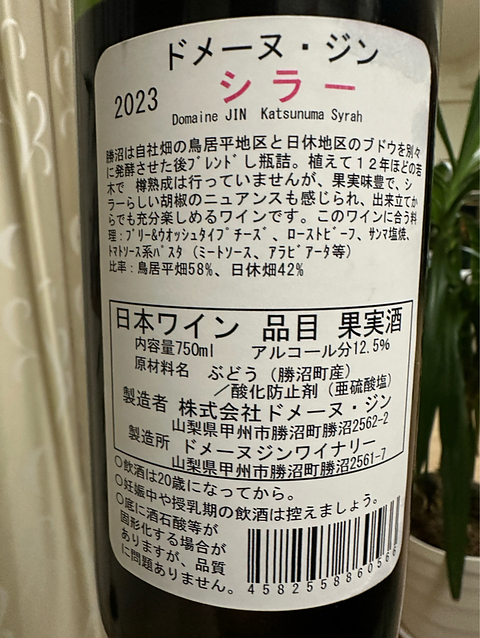 ドメーヌ・ジン
2023 シラー
Domaine JIN Katsunuma Syrah
勝沼は自社畑の鳥居平地区と日休地区のブドウを別々
に発酵させた後ﾌﾞﾚﾝﾄﾞし瓶詰。植えて12年ほどの若
木で 樽熟成は行っていませんが、果実味豊で、シ
ラーらしい胡椒のニュアンスも感じられ、出来立てか
らでも充分楽しめるワインです。このワインに合う料
理：ﾌﾞﾘｰ&ｳｵｯｼｭﾀｲﾌﾟﾁｰｽﾞ、ローストビーフ、サンマ塩焼、
ﾄﾏﾄｿｰｽ系ﾊﾟｽﾀ（ミートソース、ｱﾗﾋﾞｱｰﾀ等）
比率：鳥居平畑58%、日休畑42%
日本ワイン 品目 果実酒
内容量750ml アルコール分12.5%
原材料名 ぶどう（勝沼町産）
／酸化防止剤（亜硫酸塩）
製造者 株式会社ドメーヌ・ジン
山梨県甲州市勝沼町勝沼2562-2
製造所 ドメーヌジンワイナリー
山梨県甲州市勝沼町勝沼2561-7
○飲酒は20歳になってから。
○妊娠中や授乳期の飲酒は控えましょう。
○底に酒石酸等が
固形化する場合が
ありますが、品質
に問題ありません。
4582555886056